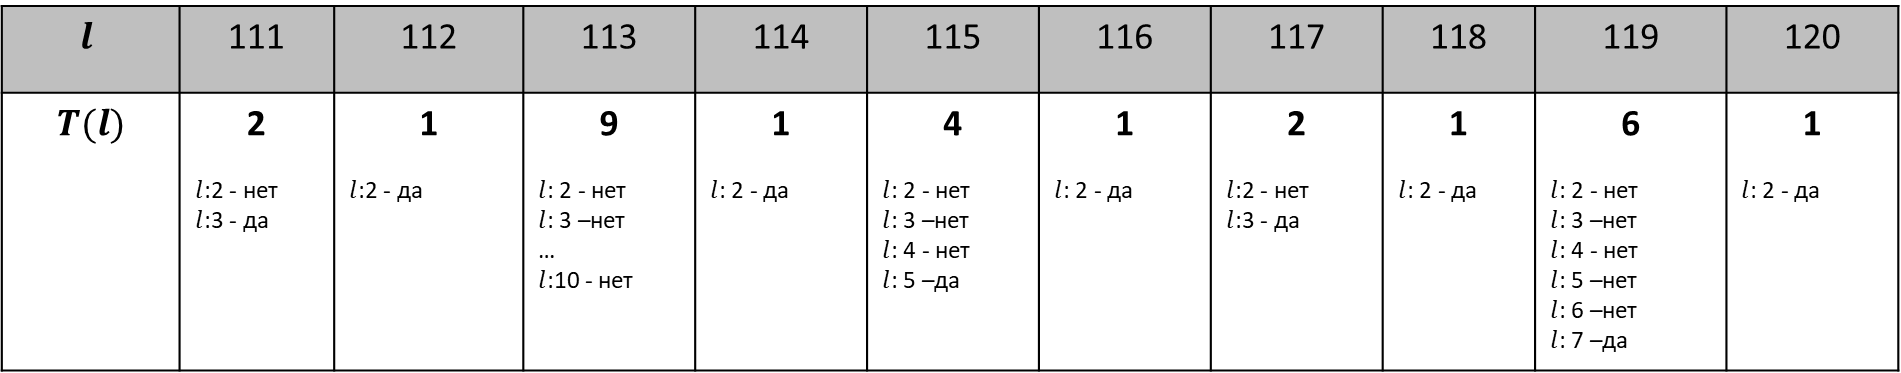 l 111 112 113 114 115 116 117 118 119 120
T(l) 2 1 9 1 4 1 2 1 6 1
l:2 - нет
l:3 - да
l:2 - да
l: 2 - нет
l: 3 –нет
...
l:10 - нет
l: 2 - да
l: 2 - нет
l: 3 –нет
l: 4 - нет
l: 5 –да
l: 2 - да
l:2 - нет
l:3 - да
l: 2 - да
l: 2 - нет
l: 3 –нет
l: 4 - нет
l: 5 –нет
l: 6 –нет
l: 7 –да
l: 2 - да